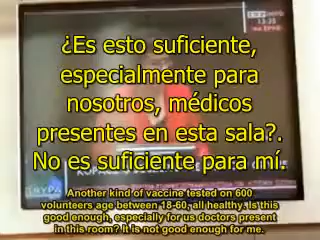 ¿Es esto suficiente,
especialmente para
nosotros, médicos
presentes en esta sala?.
No es suficiente para mí.
Another kind of vaccine tested on 600
volunteers age between 18-60, all healthy. Is this
good enough, especially for us doctors present
in this room? It is not good enough for me.